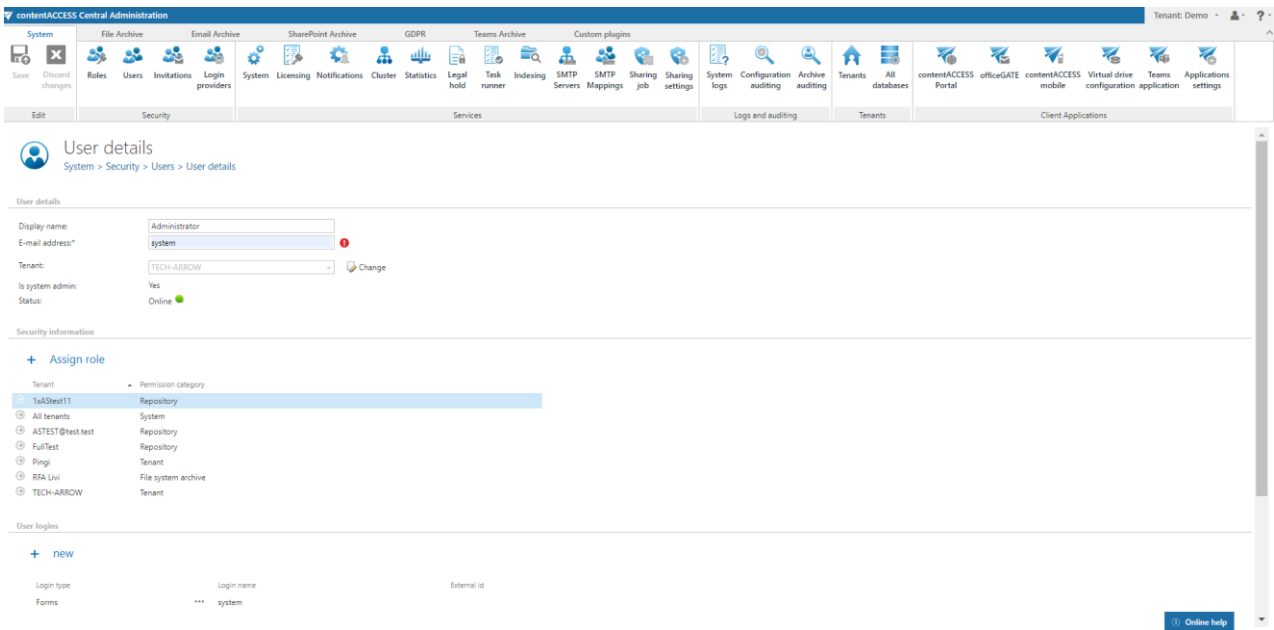 contentACCESS Central Administration
Tenant: Demo
?
System File Archive Email Archive SharePoint Archive GDPR Teams Archive Custom plugins
Save Discard changes Roles Users Invitations Login providers System Licensing Notifications Cluster Statistics Legal hold Task runner Indexing SMTP Servers SMTP Mappings Sharing job Sharing settings System logs Configuration auditing Archive auditing Tenants All databases contentACCESS Portal officeGATE contentACCESS mobile Virtual drive configuration Teams application Applications settings
Edit Security Services Logs and auditing Tenants Client Applications
User details
System > Security > Users > User details
User details
Display name: Administrator
E-mail address:* system
Tenant: TECH-ARROW Change
Is system admin: Yes
Status: Online
Security information
+ Assign role
Tenant Permission category
1xAStest11 Repository
All tenants System
ASTEST@test.test Repository
FullTest Repository
Pingi Tenant
RFA Livi File system archive
TECH-ARROW Tenant
User logins
+ new
Login type Login name External id
Forms ... system
Online help